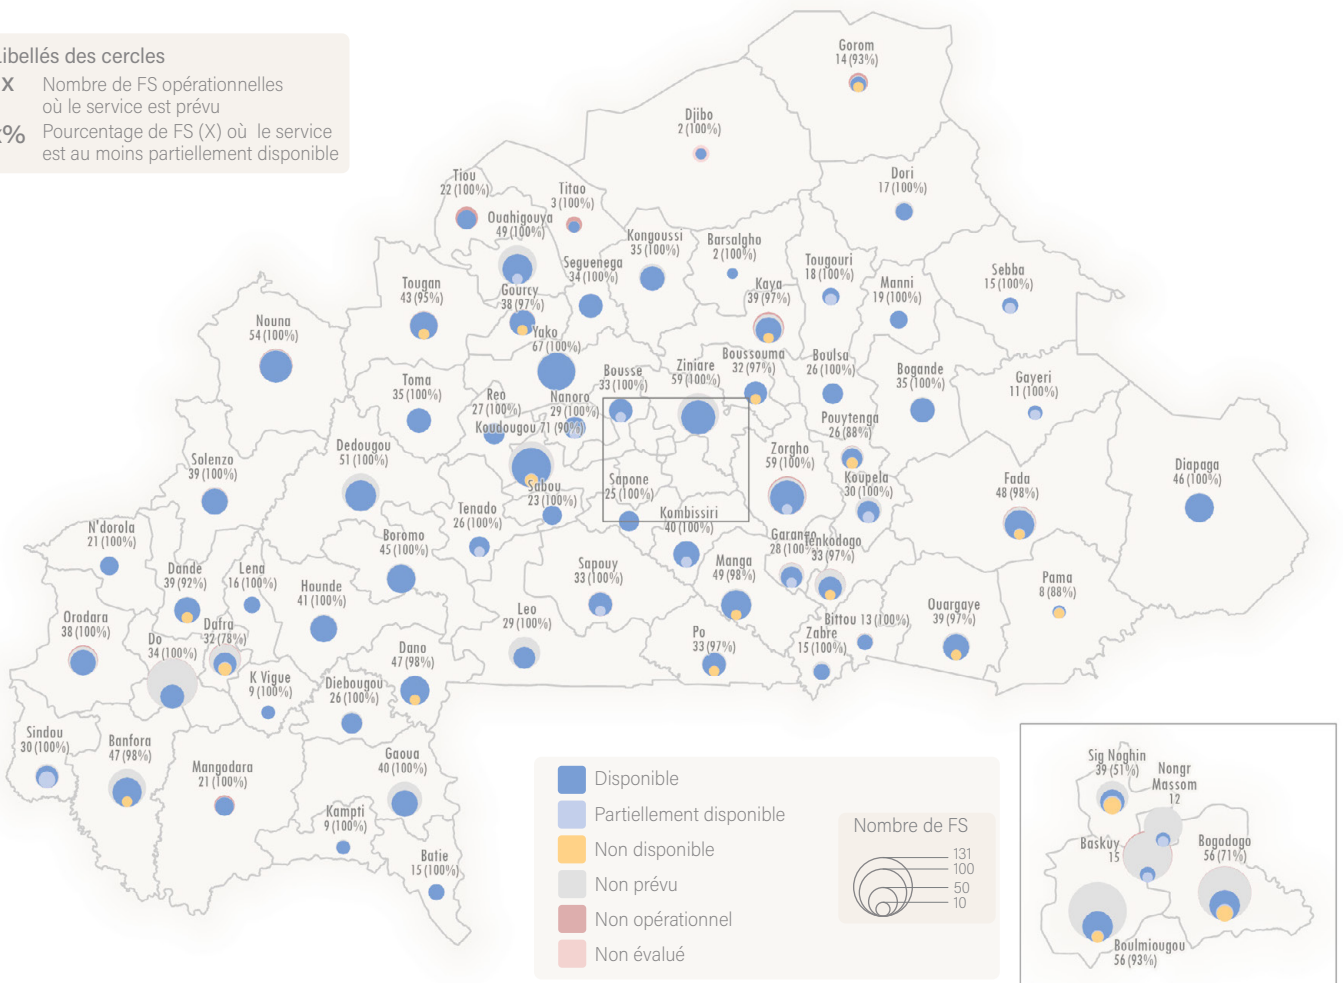 Libellés des cercles
X Nombre de FS opérationnelles
où le service est prévu
x% Pourcentage de FS (X) où le service
est au moins partiellement disponible
Gorom
14 (93%)
Djibo
2 (100%)
Dori
17 (100%)
Tiou
22 (100%)
Titao
3 (100%)
Ouahigouya
49 (100%)
Kongoussi
35 (100%)
Barsalgho
2 (100%)
Tougouri
18 (100%)
Seguenega
34 (100%)
Sebba
15 (100%)
Tougan
43 (95%)
Gourcy
38 (97%)
Kaya
39 (97%)
Manni
19 (100%)
Nouna
54 (100%)
Yako
67 (100%)
Ziniare
59 (100%)
Boussouma
32 (97%)
Boulsa
26 (100%)
Bousse
33 (100%)
Bogande
35 (100%)
Gayeri
11 (100%)
Toma
35 (100%)
Reo
27 (100%)
Nanoro
29 (100%)
Koudougou 71 (90%)
Pouytenga
26 (88%)
Dedougou
51 (100%)
Zorgho
59 (100%)
Solenzo
39 (100%)
Diapaga
46 (100%)
Sabou
23 (100%)
Sapone
25 (100%)
Koupela
30 (100%)
Fada
48 (98%)
Tenado
26 (100%)
Kombissiri
40 (100%)
N'dorola
21 (100%)
Boromo
45 (100%)
Garango
28 (100%)
Tenkodogo
33 (97%)
Dande
39 (92%)
Lena
16 (100%)
Sapouy
33 (100%)
Manga
49 (98%)
Hounde
41 (100%)
Pama
8 (88%)
Orodara
38 (100%)
Dafra
32 (78%)
Leo
29 (100%)
Ouargaye
39 (97%)
Do
34 (100%)
Bittou 13 (100%)
Po
33 (97%)
Zabre
15 (100%)
Dano
47 (98%)
K Vigue
9 (100%)
Diebougou
26 (100%)
Sindou
30 (100%)
Banfora
47 (98%)
Mangodara
21 (100%)
Gaoua
40 (100%)
Kampti
9 (100%)
Batie
15 (100%)
Disponible
Partiellement disponible
Non disponible
Non prévu
Non opérationnel
Non évalué
Nombre de FS
131
100
50
10
Sig Noghin
39 (51%)
Nongr
Massom
12
Baskuy
15
Bogodogo
56 (71%)
Boulmiougou
56 (93%)